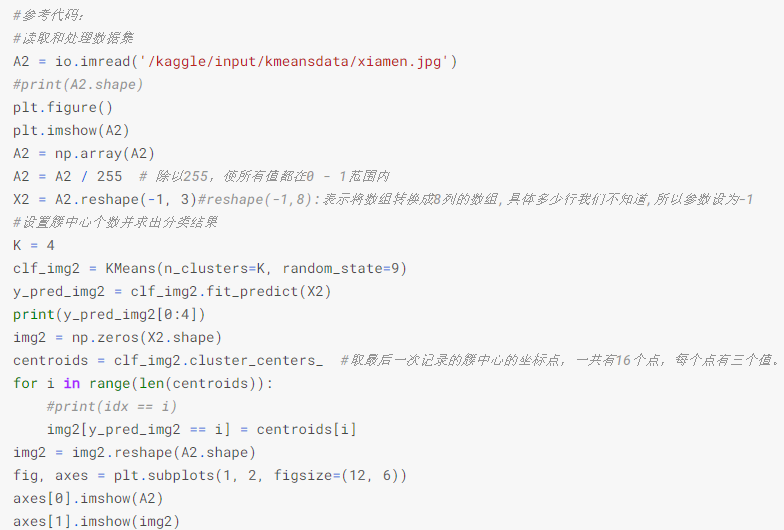 #参考代码：
#读取和处理数据集
A2 = io.imread('/kaggle/input/kmeansdata/xiamen.jpg')
#print(A2.shape)
plt.figure()
plt.imshow(A2)
A2 = np.array(A2)
A2 = A2 / 255  # 除以255，使所有值都在0 - 1范围内
X2 = A2.reshape(-1, 3)#reshape(-1,8):表示将数组转换成8列的数组,具体多少行我们不知道,所以参数设为-1
#设置簇中心个数并求出分类结果
K = 4
clf_img2 = KMeans(n_clusters=K, random_state=9)
y_pred_img2 = clf_img2.fit_predict(X2)
print(y_pred_img2[0:4])
img2 = np.zeros(X2.shape)
centroids = clf_img2.cluster_centers_  #取最后一次记录的簇中心的坐标点，一共有16个点，每个点有三个值。
for i in range(len(centroids)):
    #print(idx == i)
    img2[y_pred_img2 == i] = centroids[i]
img2 = img2.reshape(A2.shape)
fig, axes = plt.subplots(1, 2, figsize=(12, 6))
axes[0].imshow(A2)
axes[1].imshow(img2)